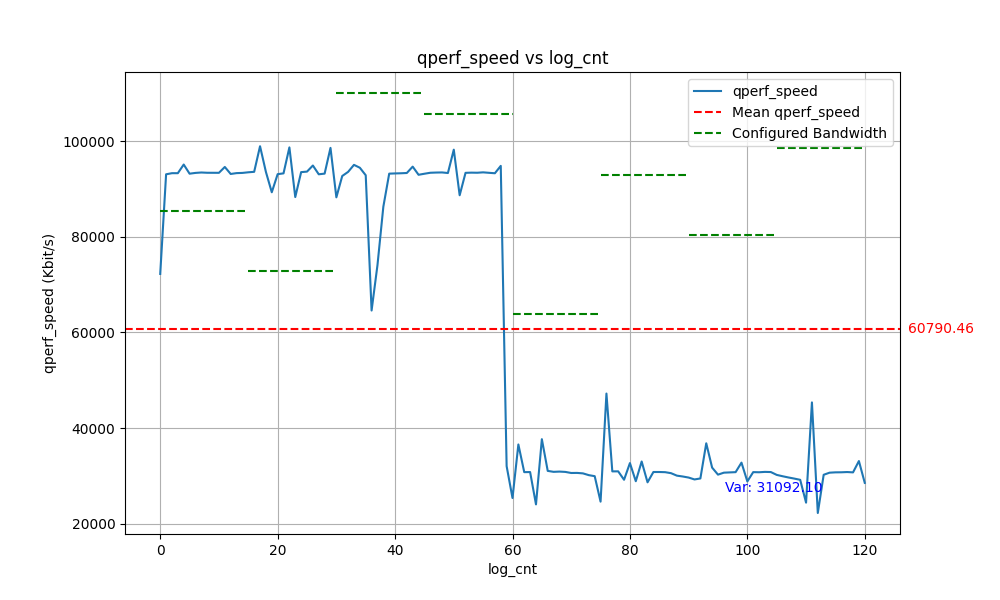 qperf_speed vs log_cnt
qperf_speed
Mean qperf_speed
Configured Bandwidth
100000
80000
60000
40000
20000
qperf_speed (Kbit/s)
60790.46
Var: 31092.10
0 20 40 60 80 100 120
log_cnt